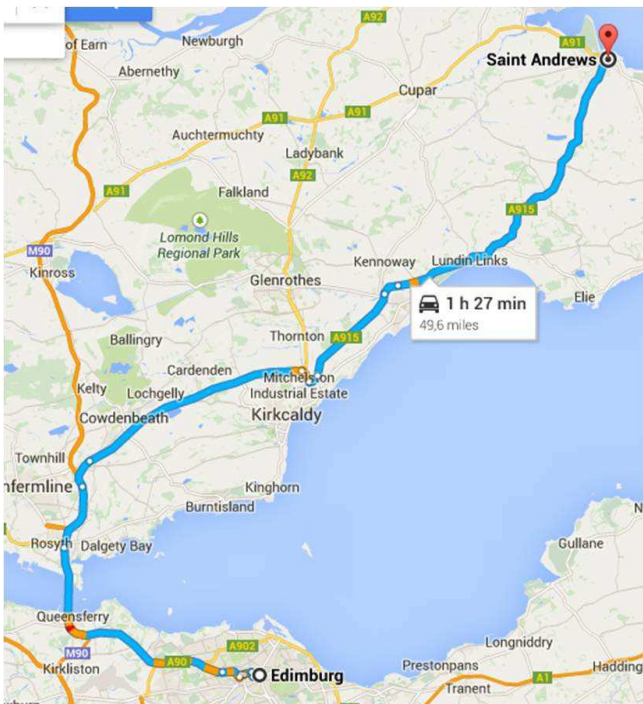 A92
A91
Newburgh
of Earn
Saint Andrews
Abernethy
Cupar
A91
A91
Auchtermuchty
Ladybank
A92
A91
Falkland
A915
Lomond Hills
Regional Park
M90
Kennoway
Lundin Links
Kinross
Glenrothes
Elie
1 h 27 min
49,6 miles
Thornton
A915
Ballingry
Cardenden
Mitchelston
Industrial Estate
Kelty
Lochgelly
Kirkcaldy
Cowdenbeath
Townhill
nfermline
Kinghorn
Burntisland
Rosyth
Dalgety Bay
Gullane
Queensferry
A902
M90
Longniddry
Kirkliston
A90
Edimburg
Prestonpans
Hadding
A1
Tranent